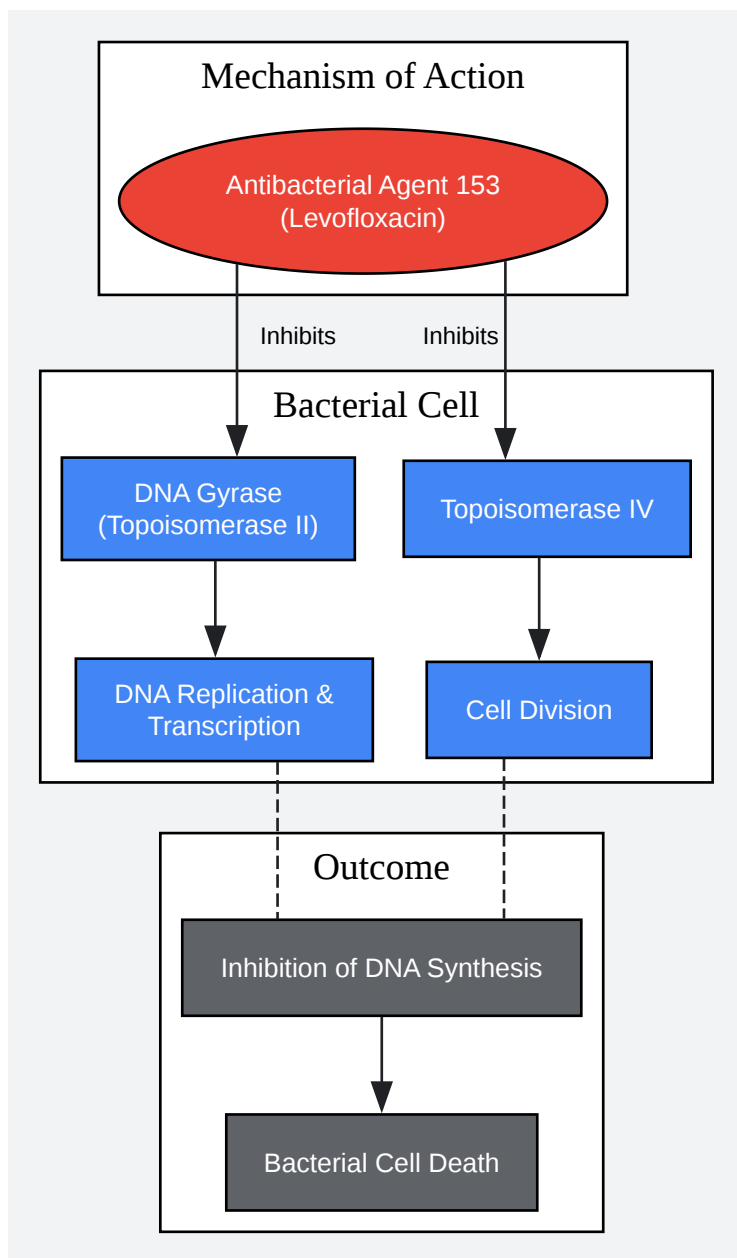 Mechanism of Action
Antibacterial Agent 153
(Levofloxacin)
Inhibits
Inhibits
Bacterial Cell
DNA Gyrase
(Topoisomerase II)
Topoisomerase IV
DNA Replication &
Transcription
Cell Division
Outcome
Inhibition of DNA Synthesis
Bacterial Cell Death